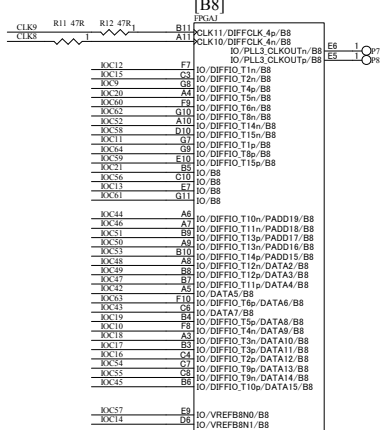 [B8]
FPGAJ
CLK9 R11 47R R12 47R 1 B11 CLK11/DIFFCLK_4p/B8
CLK8 1 A11 CLK10/DIFFCLK_4n/B8
IO/PLL3_CLKOUTn/B8 E6 1 P7
IO/PLL3_CLKOUTp/B8 E5 1 P8
IOC12 F7 IO/DIFFIO_T1n/B8
IOC15 C3 IO/DIFFIO_T2n/B8
IOC9 G8 IO/DIFFIO_T4p/B8
IOC20 A4 IO/DIFFIO_T5n/B8
IOC60 F9 IO/DIFFIO_T6n/B8
IOC62 G10 IO/DIFFIO_T8n/B8
IOC52 A10 IO/DIFFIO_T14n/B8
IOC58 D10 IO/DIFFIO_T15n/B8
IOC11 G7 IO/DIFFIO_T1p/B8
IOC64 G9 IO/DIFFIO_T8p/B8
IOC59 E10 IO/DIFFIO_T15p/B8
IOC21 B5 IO/B8
IOC56 C10 IO/B8
IOC13 E7 IO/B8
IOC61 G11 IO/B8
IOC44 A6 IO/DIFFIO_T10n/PADD19/B8
IOC46 A7 IO/DIFFIO_T11n/PADD18/B8
IOC51 B9 IO/DIFFIO_T13p/PADD17/B8
IOC50 A9 IO/DIFFIO_T13n/PADD16/B8
IOC53 B10 IO/DIFFIO_T14p/PADD15/B8
IOC48 A8 IO/DIFFIO_T12n/DATA2/B8
IOC49 B8 IO/DIFFIO_T12p/DATA3/B8
IOC47 B7 IO/DIFFIO_T11p/DATA4/B8
IOC42 A5 IO/DATA5/B8
IOC63 F10 IO/DIFFIO_T6p/DATA6/B8
IOC43 C6 IO/DATA7/B8
IOC19 B4 IO/DIFFIO_T5p/DATA8/B8
IOC10 F8 IO/DIFFIO_T4n/DATA9/B8
IOC18 A3 IO/DIFFIO_T3n/DATA10/B8
IOC17 B3 IO/DIFFIO_T3p/DATA11/B8
IOC16 C4 IO/DIFFIO_T2p/DATA12/B8
IOC54 C7 IO/DIFFIO_T9p/DATA13/B8
IOC55 C8 IO/DIFFIO_T9n/DATA14/B8
IOC45 B6 IO/DIFFIO_T10p/DATA15/B8
IOC57 E9 IO/VREFB8N0/B8
IOC14 D6 IO/VREFB8N1/B8